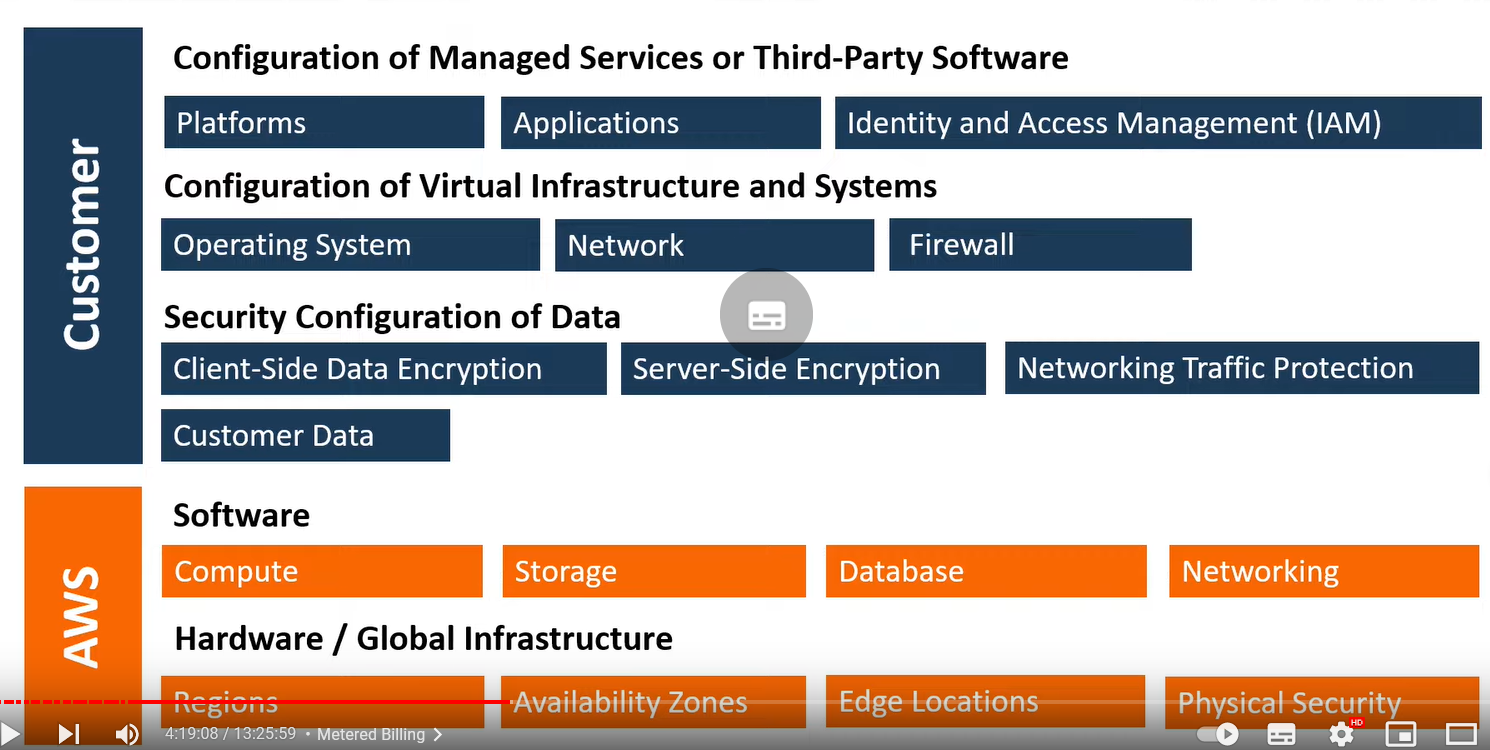 Customer
Configuration of Managed Services or Third-Party Software
Platforms
Applications
Identity and Access Management (IAM)
Configuration of Virtual Infrastructure and Systems
Operating System
Network
Firewall
Security Configuration of Data
Client-Side Data Encryption
Server-Side Encryption
Networking Traffic Protection
Customer Data
AWS
Software
Compute
Storage
Database
Networking
Hardware / Global Infrastructure
Regions
Availability Zones
Edge Locations
Physical Security
4:19:08 / 13:25:59 • Metered Billing
HD